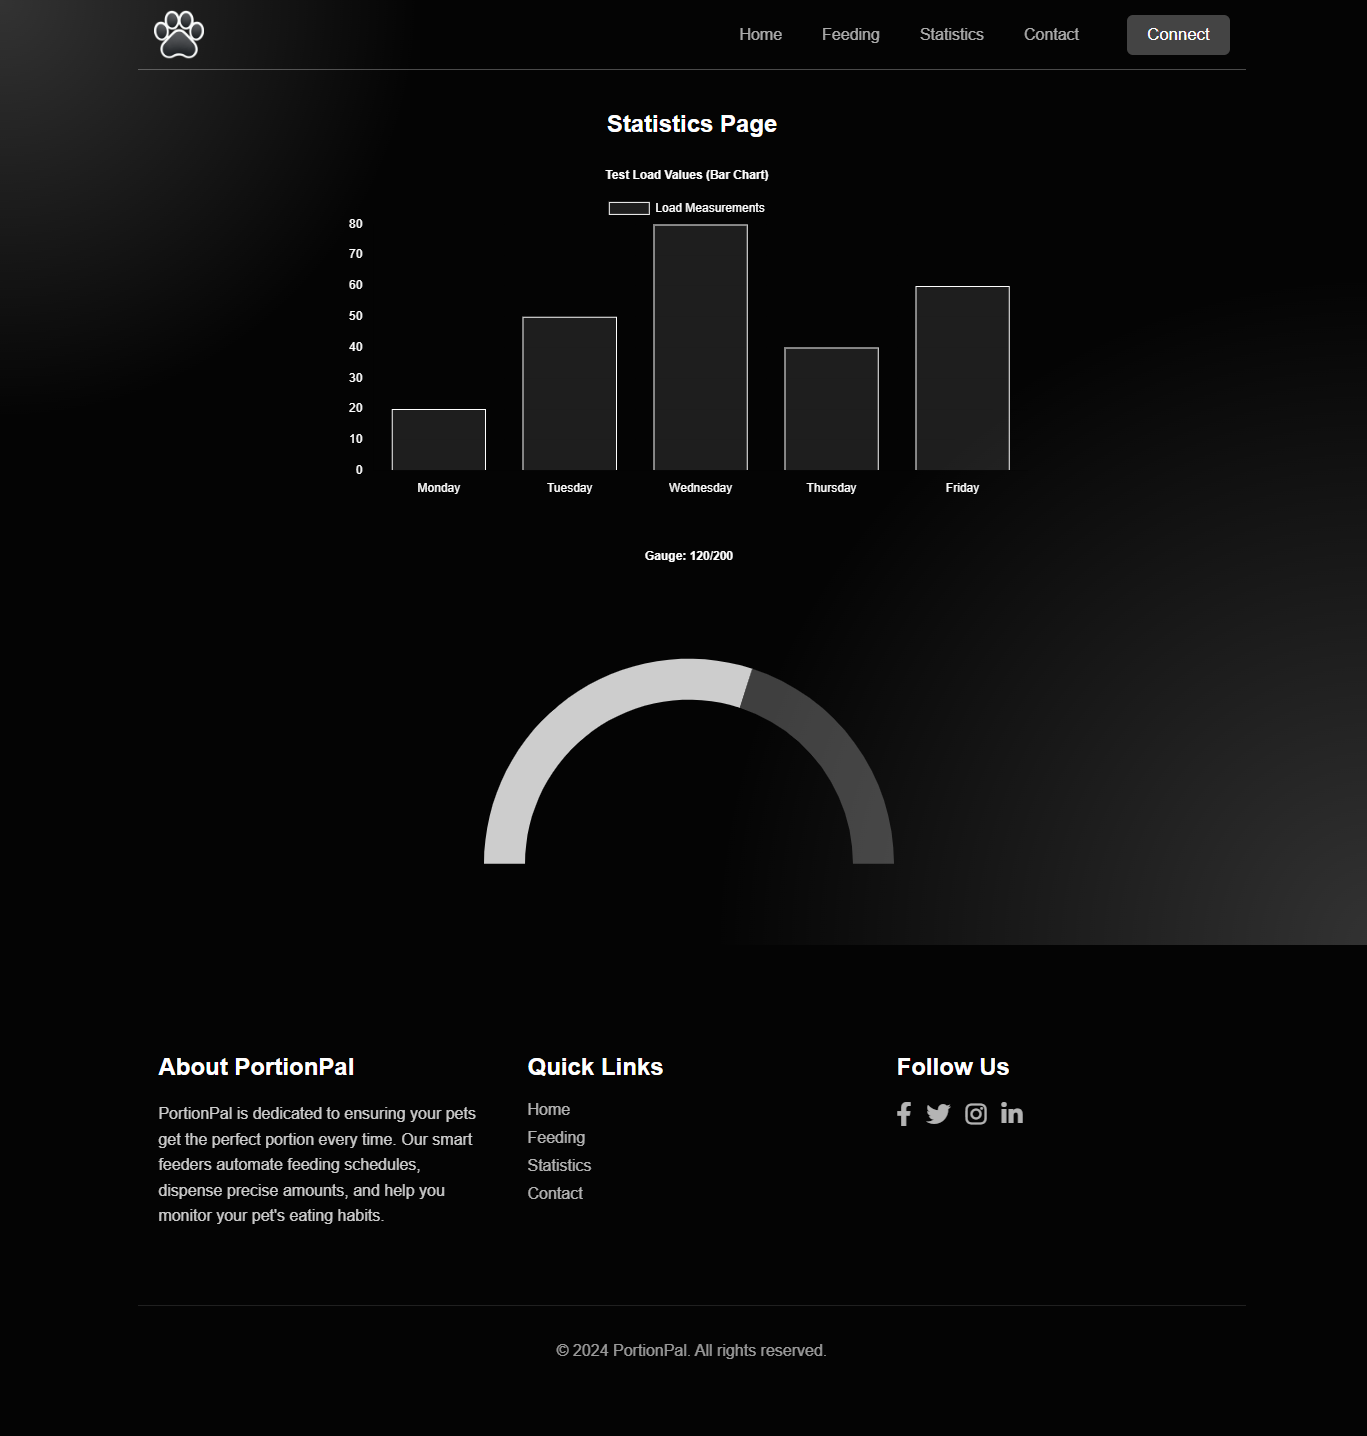 Home Feeding Statistics Contact Connect
Statistics Page
Test Load Values (Bar Chart)
Load Measurements
80
70
60
50
40
30
20
10
0
Monday Tuesday Wednesday Thursday Friday
Gauge: 120/200
About PortionPal
PortionPal is dedicated to ensuring your pets
get the perfect portion every time. Our smart
feeders automate feeding schedules,
dispense precise amounts, and help you
monitor your pet's eating habits.
Quick Links
Home
Feeding
Statistics
Contact
Follow Us
© 2024 PortionPal. All rights reserved.